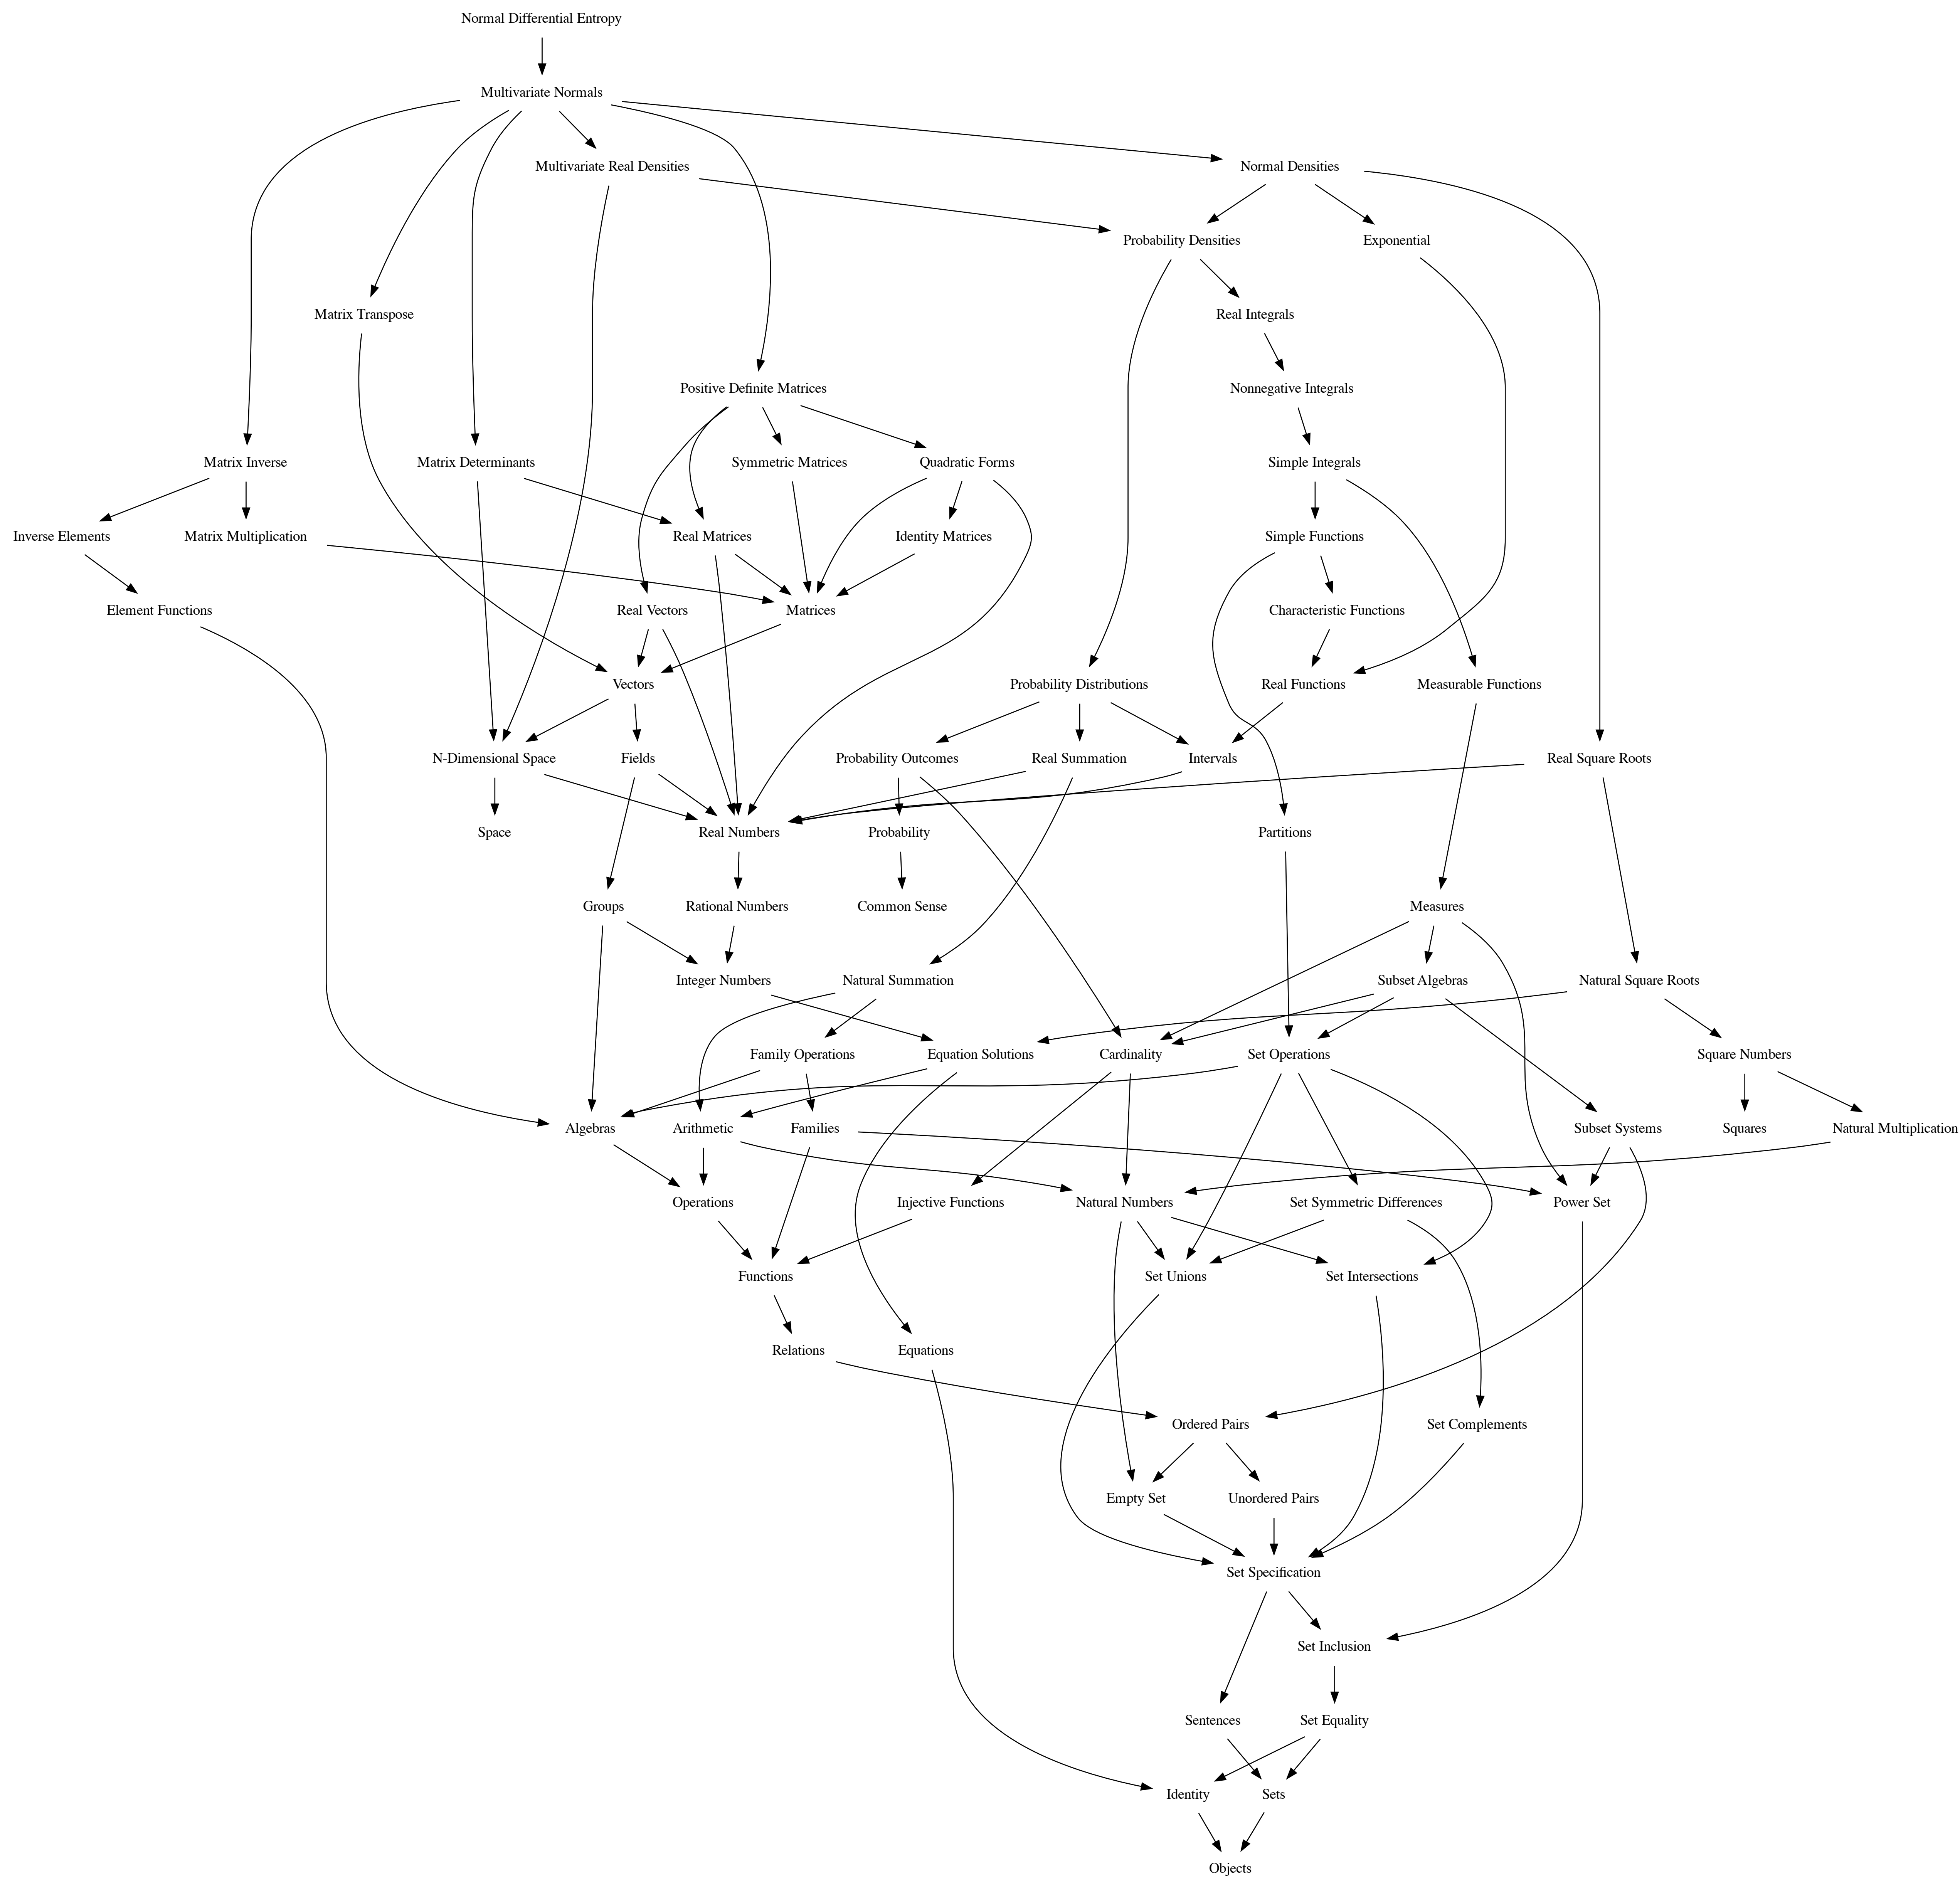 Normal Differential Entropy
Multivariate Normals
Multivariate Real Densities
Normal Densities
Probability Densities
Exponential
Matrix Transpose
Real Integrals
Positive Definite Matrices
Nonnegative Integrals
Matrix Inverse
Matrix Determinants
Symmetric Matrices
Quadratic Forms
Simple Integrals
Inverse Elements
Matrix Multiplication
Real Matrices
Identity Matrices
Simple Functions
Element Functions
Real Vectors
Matrices
Characteristic Functions
Vectors
Probability Distributions
Real Functions
Measurable Functions
N-Dimensional Space
Fields
Probability Outcomes
Real Summation
Intervals
Real Square Roots
Space
Real Numbers
Probability
Partitions
Groups
Rational Numbers
Common Sense
Measures
Integer Numbers
Natural Summation
Subset Algebras
Natural Square Roots
Family Operations
Equation Solutions
Cardinality
Set Operations
Square Numbers
Algebras
Arithmetic
Families
Subset Systems
Squares
Natural Multiplication
Operations
Injective Functions
Natural Numbers
Set Symmetric Differences
Power Set
Functions
Set Unions
Set Intersections
Relations
Equations
Ordered Pairs
Set Complements
Empty Set
Unordered Pairs
Set Specification
Set Inclusion
Sentences
Set Equality
Identity
Sets
Objects